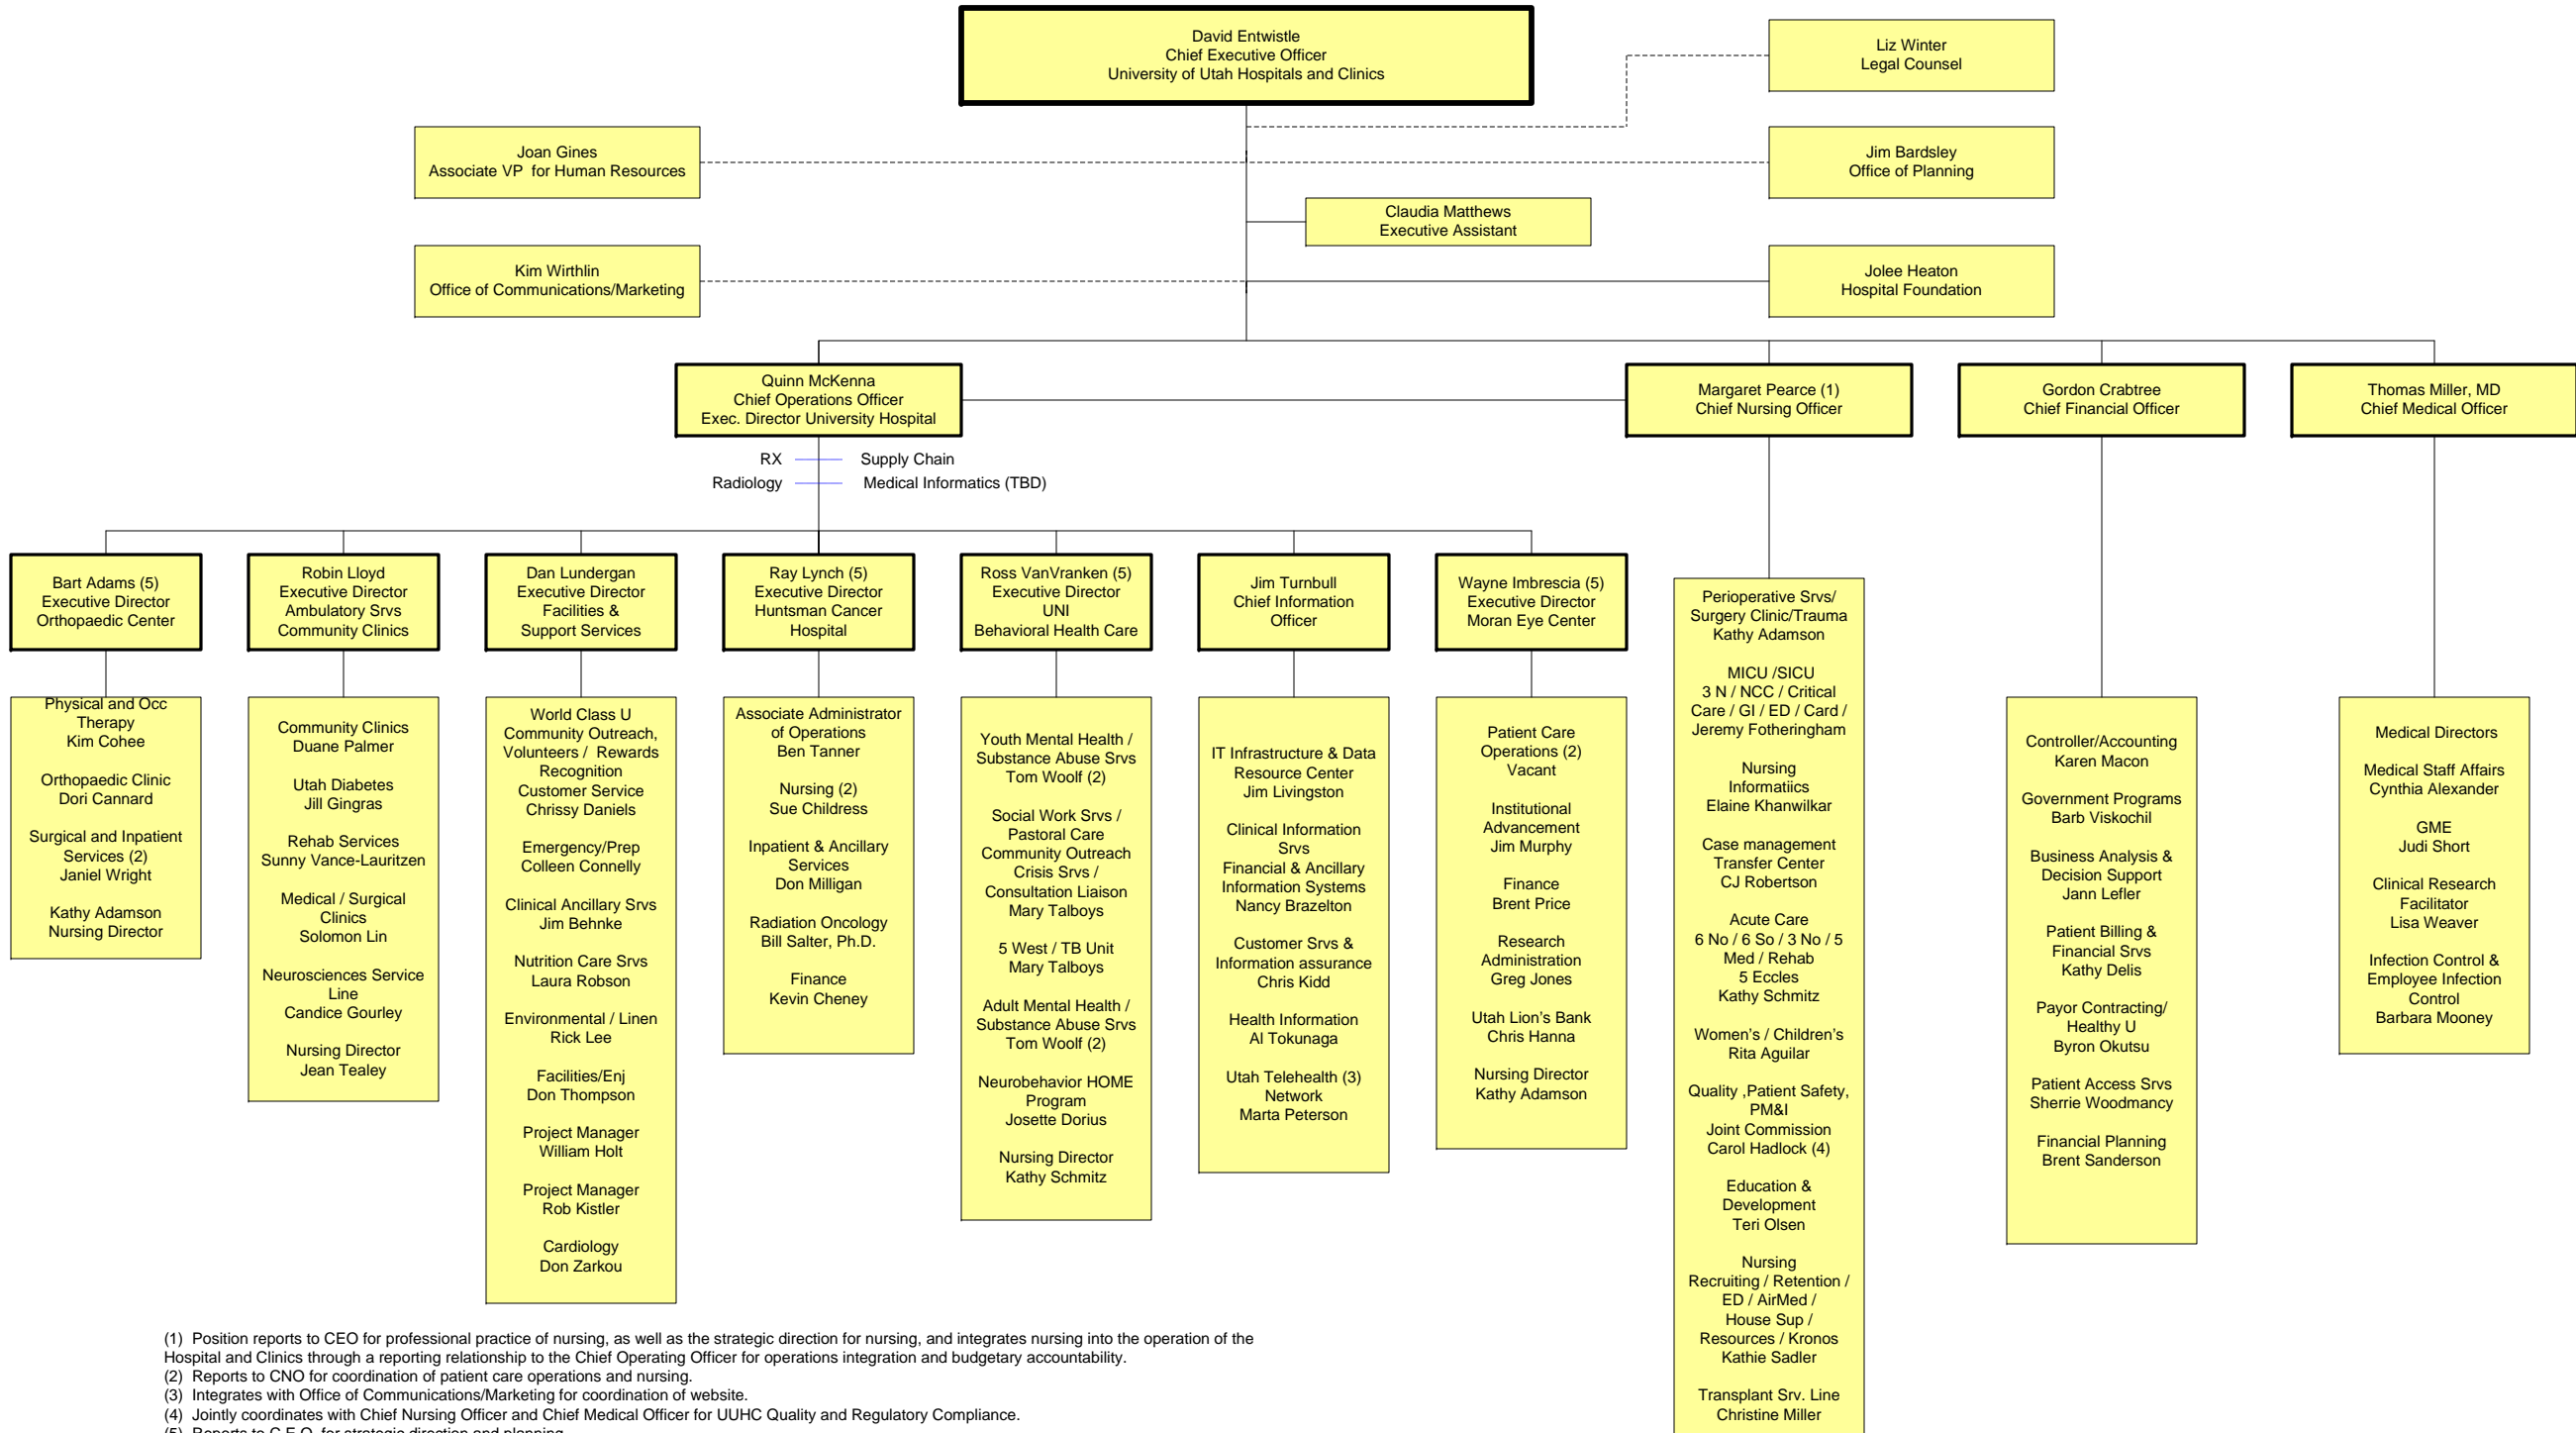 David Entwistle
Chief Executive Officer
University of Utah Hospitals and Clinics
Liz Winter
Legal Counsel
Joan Gines
Associate VP  for Human Resources
Jim Bardsley
Office of Planning
Claudia Matthews
Executive Assistant
Kim Wirthlin
Office of Communications/Marketing
Jolee Heaton
Hospital Foundation
Quinn McKenna
Chief Operations Officer
Exec. Director University Hospital
Margaret Pearce (1)
Chief Nursing Officer
Gordon Crabtree
Chief Financial Officer
Thomas Miller, MD
Chief Medical Officer
RX
Supply Chain
Radiology
Medical Informatics (TBD)
Bart Adams (5)
Executive Director
Orthopaedic Center
Robin Lloyd
Executive Director
Ambulatory Srvs
Community Clinics
Dan Lundergan
Executive Director
Facilities &
Support Services
Ray Lynch (5)
Executive Director
Huntsman Cancer
Hospital
Ross VanVranken (5)
Executive Director
UNI
Behavioral Health Care
Jim Turnbull
Chief Information
Officer
Wayne Imbrescia (5)
Executive Director
Moran Eye Center
Physical and Occ
Therapy
Kim Cohee
Orthopaedic Clinic
Dori Cannard
Surgical and Inpatient
Services (2)
Janiel Wright
Kathy Adamson
Nursing Director
Community Clinics
Duane Palmer
Utah Diabetes
Jill Gingras
Rehab Services
Sunny Vance-Lauritzen
Medical / Surgical
Clinics
Solomon Lin
Neurosciences Service
Line
Candice Gourley
Nursing Director
Jean Tealey
World Class U
Community Outreach,
Volunteers /  Rewards
Recognition
Customer Service
Chrissy Daniels
Emergency/Prep
Colleen Connelly
Clinical Ancillary Srvs
Jim Behnke
Nutrition Care Srvs
Laura Robson
Environmental / Linen
Rick Lee
Facilities/Enj
Don Thompson
Project Manager
William Holt
Project Manager
Rob Kistler
Cardiology
Don Zarkou
Associate Administrator
of Operations
Ben Tanner
Nursing (2)
Sue Childress
Inpatient & Ancillary
Services
Don Milligan
Radiation Oncology
Bill Salter, Ph.D.
Finance
Kevin Cheney
Youth Mental Health /
Substance Abuse Srvs
Tom Woolf (2)
Social Work Srvs /
Pastoral Care
Community Outreach
Crisis Srvs /
Consultation Liaison
Mary Talboys
5 West / TB Unit
Mary Talboys
Adult Mental Health /
Substance Abuse Srvs
Tom Woolf (2)
Neurobehavior HOME
Program
Josette Dorius
Nursing Director
Kathy Schmitz
IT Infrastructure & Data
Resource Center
Jim Livingston
Clinical Information
Srvs
Financial & Ancillary
Information Systems
Nancy Brazelton
Customer Srvs &
Information assurance
Chris Kidd
Health Information
Al Tokunaga
Utah Telehealth (3)
Network
Marta Peterson
Patient Care
Operations (2)
Vacant
Institutional
Advancement
Jim Murphy
Finance
Brent Price
Research
Administration
Greg Jones
Utah Lion's Bank
Chris Hanna
Nursing Director
Kathy Adamson
Perioperative Srvs/
Surgery Clinic/Trauma
Kathy Adamson
MICU /SICU
3 N / NCC / Critical
Care / GI / ED / Card /
Jeremy Fotheringham
Nursing
Informatiics
Elaine Khanwilkar
Case management
Transfer Center
CJ Robertson
Acute Care
6 No / 6 So / 3 No / 5
Med / Rehab
5 Eccles
Kathy Schmitz
Women's / Children's
Rita Aguilar
Quality ,Patient Safety,
PM&I
Joint Commission
Carol Hadlock (4)
Education &
Development
Teri Olsen
Nursing
Recruiting / Retention /
ED / AirMed /
House Sup /
Resources / Kronos
Kathie Sadler
Transplant Srv. Line
Christine Miller
Controller/Accounting
Karen Macon
Government Programs
Barb Viskochil
Business Analysis &
Decision Support
Jann Lefler
Patient Billing &
Financial Srvs
Kathy Delis
Payor Contracting/
Healthy U
Byron Okutsu
Patient Access Srvs
Sherrie Woodmancy
Financial Planning
Brent Sanderson
Medical Directors
Medical Staff Affairs
Cynthia Alexander
GME
Judi Short
Clinical Research
Facilitator
Lisa Weaver
Infection Control &
Employee Infection
Control
Barbara Mooney
(1)  Position reports to CEO for professional practice of nursing, as well as the strategic direction for nursing, and integrates nursing into the operation of the
Hospital and Clinics through a reporting relationship to the Chief Operating Officer for operations integration and budgetary accountability.
(2)  Reports to CNO for coordination of patient care operations and nursing.
(3)  Integrates with Office of Communications/Marketing for coordination of website.
(4)  Jointly coordinates with Chief Nursing Officer and Chief Medical Officer for UUHC Quality and Regulatory Compliance.
(5)  Reports to C.E.O. for strategic direction and planning